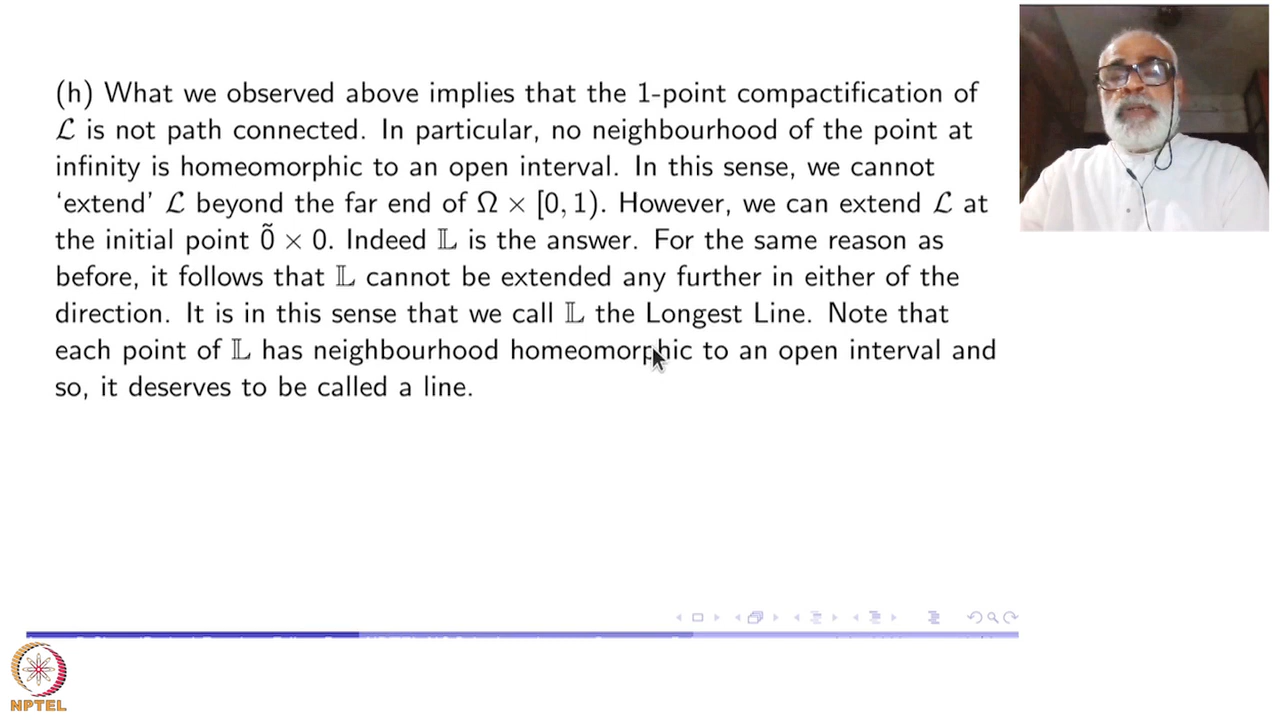 (h) What we observed above implies that the 1-point compactification of
ℒ is not path connected. In particular, no neighbourhood of the point at
infinity is homeomorphic to an open interval. In this sense, we cannot
‘extend’ ℒ beyond the far end of Ω × [0, 1). However, we can extend ℒ at
the initial point 0̃ × 0. Indeed 𝕃 is the answer. For the same reason as
before, it follows that 𝕃 cannot be extended any further in either of the
direction. It is in this sense that we call 𝕃 the Longest Line. Note that
each point of 𝕃 has neighbourhood homeomorphic to an open interval and
so, it deserves to be called a line.
NPTEL